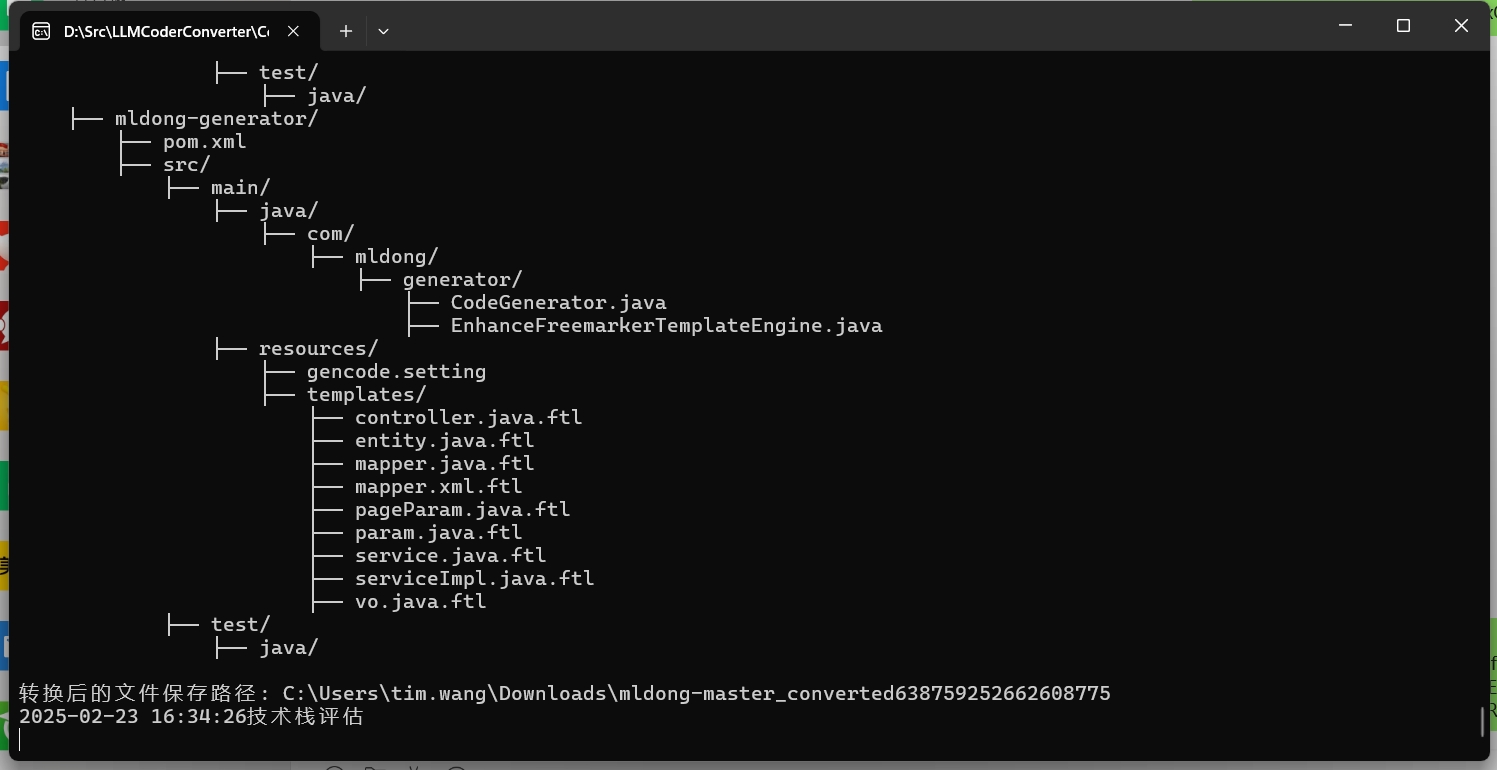 D:\Src\LLMCoderConverter\Co
├── test/
├── java/
├── mldong-generator/
├── pom.xml
├── src/
├── main/
├── java/
├── com/
├── mldong/
├── generator/
├── CodeGenerator.java
├── EnhanceFreemarkerTemplateEngine.java
├── resources/
├── gencode.setting
├── templates/
├── controller.java.ftl
├── entity.java.ftl
├── mapper.java.ftl
├── mapper.xml.ftl
├── pageParam.java.ftl
├── param.java.ftl
├── service.java.ftl
├── serviceImpl.java.ftl
├── vo.java.ftl
├── test/
├── java/
转换后的文件保存路径: C:\Users\tim.wang\Downloads\mldong-master_converted638759252662608775
2025-02-23 16:34:26技术栈评估